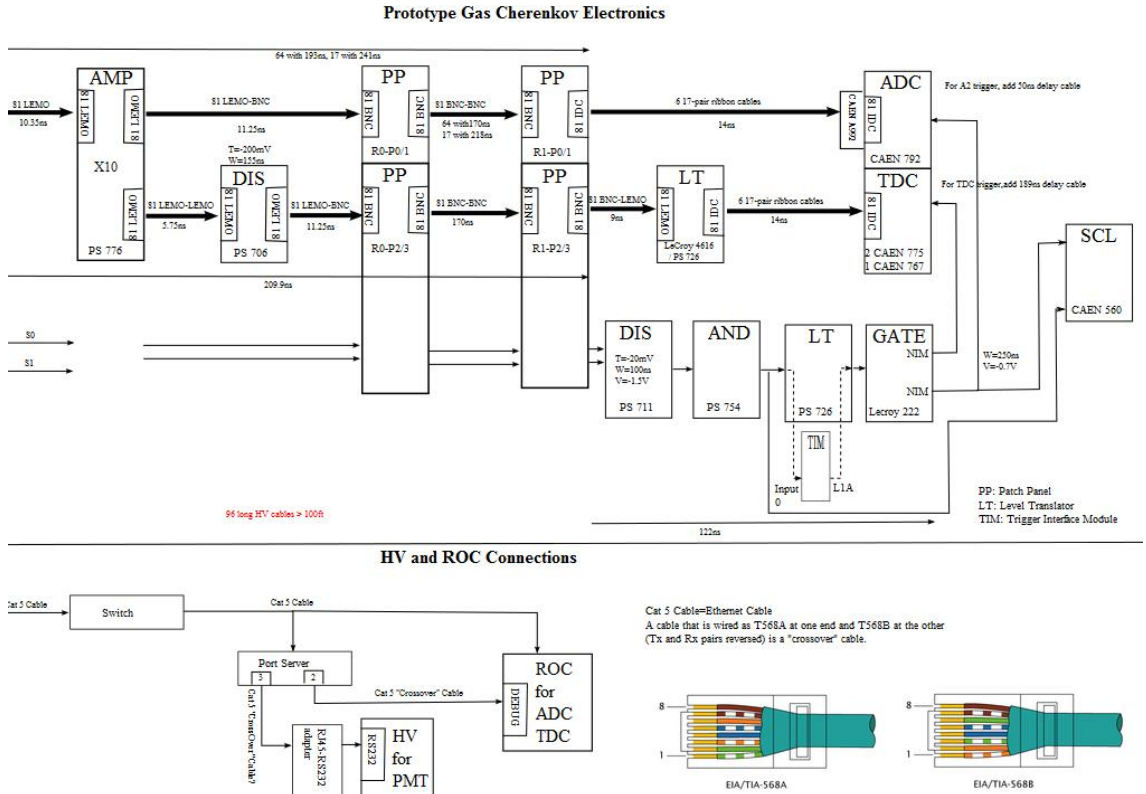 Prototype Gas Cherenkov Electronics
64 with 193ns, 17 with 241ns
AMP
PP
PP
ADC
For A2 trigger, add 50ns delay cable
81 LEMO
10.35ns
81 LEMO
81 LEMO
81 LEMO-BNC
11.25ns
81 BNC
81 BNC
81 BNC-BNC
64 with170ns
17 with 218ns
81 BNC
81 IDC
6 17-pair ribbon cables
14ns
CAEN A692
81 IDC
X10
T=-200mV
W=155ns
R0-P0/1
R1-P0/1
CAEN 792
DIS
PP
PP
LT
TDC
For TDC trigger,add 189ns delay cable
81 LEMO
81 LEMO-LEMO
5.75ns
81 LEMO
81 LEMO
81 LEMO-BNC
11.25ns
81 BNC
81 BNC
81 BNC-BNC
170ns
81 BNC
81 BNC
81 BNC-LEMO
9ns
81 LEMO
81 IDC
6 17-pair ribbon cables
14ns
81 IDC
PS 776
PS 706
R0-P2/3
R1-P2/3
LeCroy 4616
/ PS 726
2 CAEN 775
1 CAEN 767
SCL
CAEN 560
209.9ns
S0
S1
DIS
T=-20mV
W=100ns
V=-1.5V
PS 711
AND
PS 754
LT
PS 726
GATE
NIM
NIM
Lecroy 222
W=250ns
V=-0.7V
TIM
Input
0
L1A
PP: Patch Panel
LT: Level Translator
TIM: Trigger Interface Module
96 long HV cables > 100ft
122ns
HV and ROC Connections
Cat 5 Cable
Switch
Cat 5 Cable
Cat 5 Cable=Ethernet Cable
A cable that is wired as T568A at one end and T568B at the other
(Tx and Rx pairs reversed) is a "crossover" cable.
Port Server
3
2
Cat 5 "Crossover" Cable
Cat 5 "CrossOver" Cable?
DEBUG
ROC
for
ADC
TDC
RJ45-RS232
adapter
RS232
HV
for
PMT
8
1
EIA/TIA-568A
8
1
EIA/TIA-568B